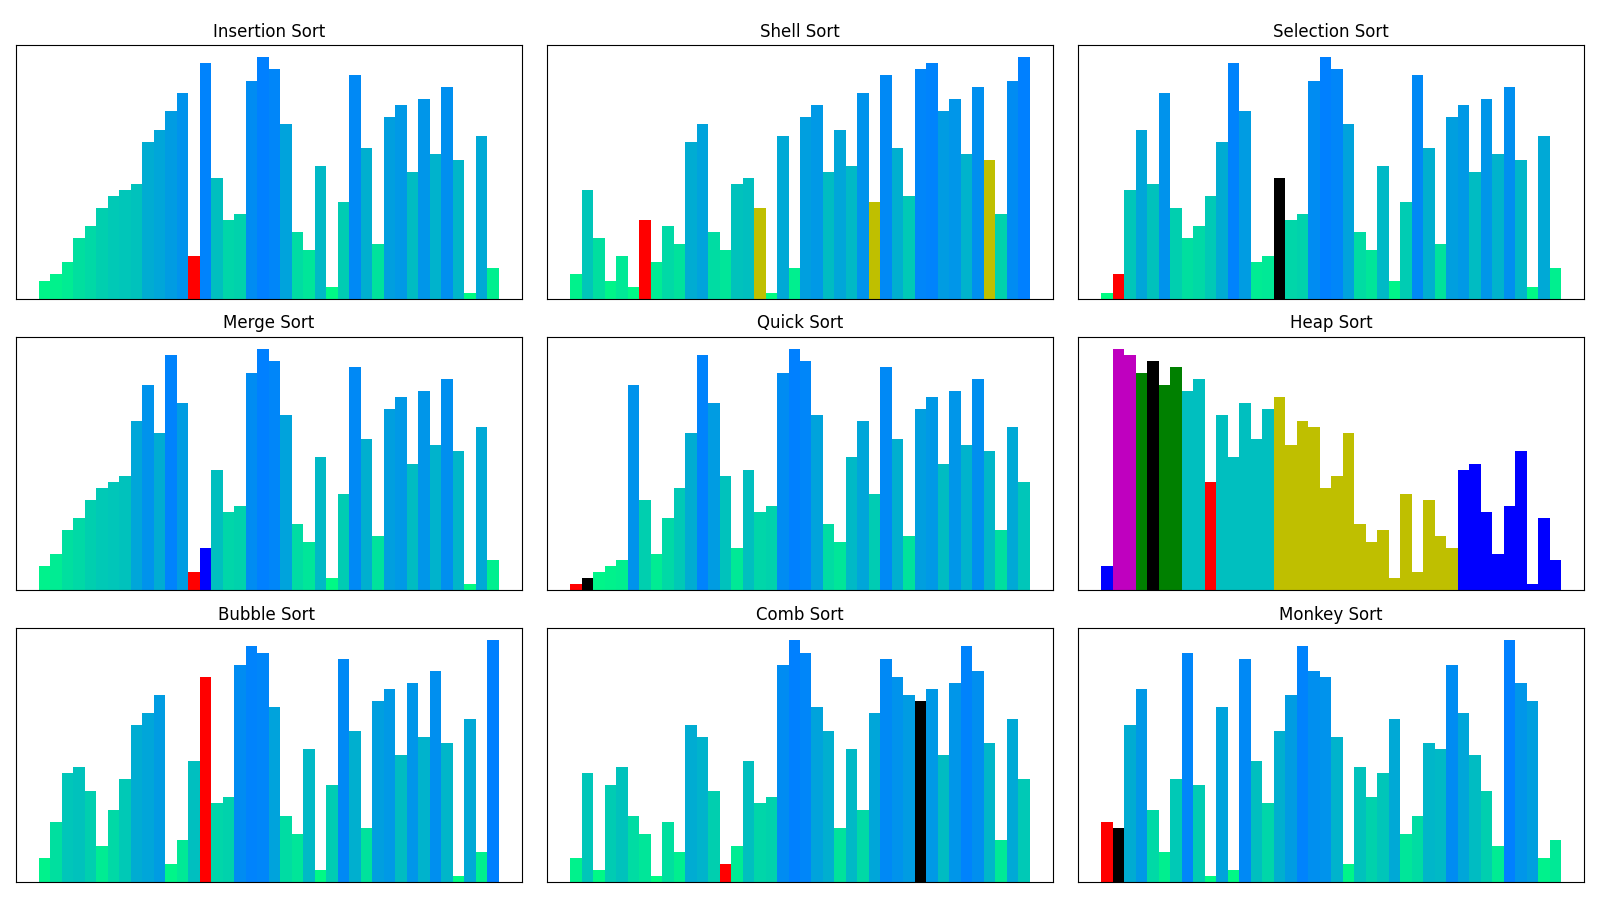 Insertion Sort
Shell Sort
Selection Sort
Merge Sort
Quick Sort
Heap Sort
Bubble Sort
Comb Sort
Monkey Sort